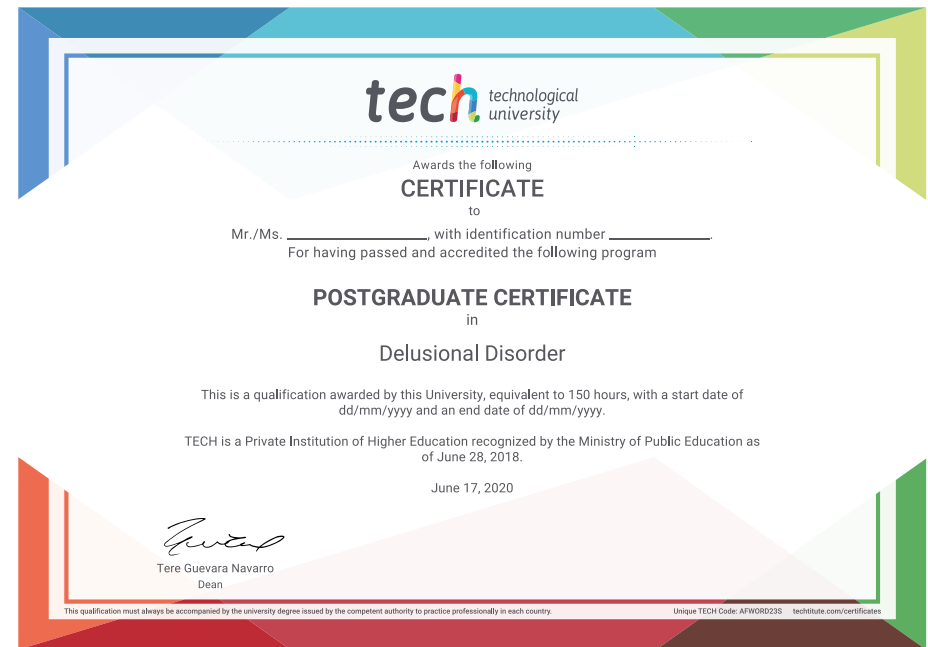 tech technological
university
Awards the following
CERTIFICATE
to
Mr./Ms. ____________________, with identification number ______________.
For having passed and accredited the following program
POSTGRADUATE CERTIFICATE
in
Delusional Disorder
This is a qualification awarded by this University, equivalent to 150 hours, with a start date of
dd/mm/yyyy and an end date of dd/mm/yyyy.
TECH is a Private Institution of Higher Education recognized by the Ministry of Public Education as
of June 28, 2018.
June 17, 2020
Tere Guevara Navarro
Dean
This qualification must always be accompanied by the university degree issued by the competent authority to practice professionally in each country.
Unique TECH Code: AFWORD23S techtitute.com/certificates